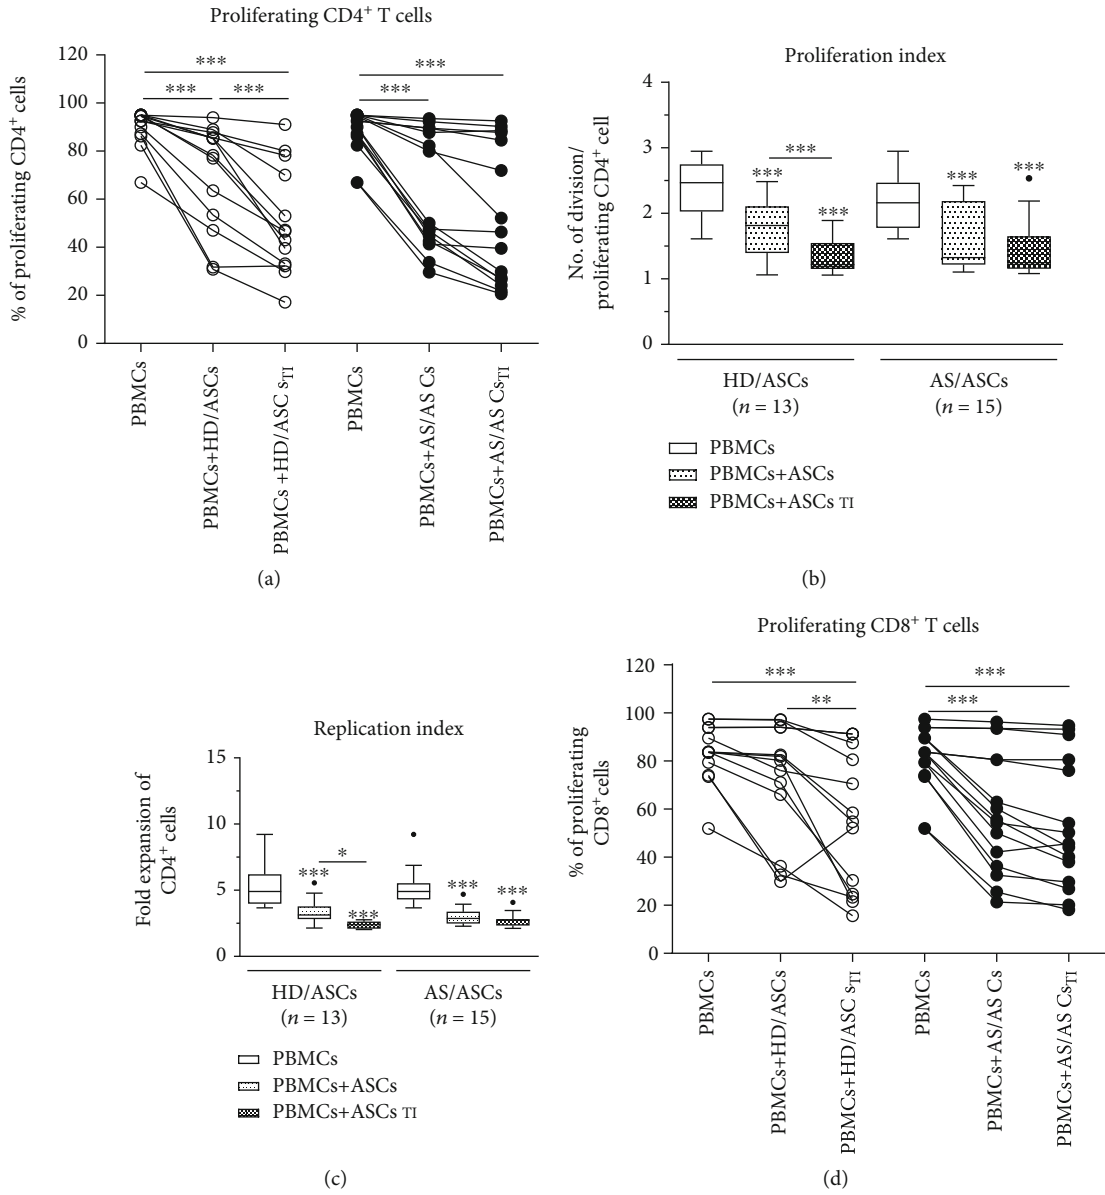 Proliferating CD4+ T cells
% of proliferating CD4+ cells
120
100
80
60
40
20
0
*** 
*** ***
***
***
PBMCs
PBMCs+HD/ASCs
PBMCs +HD/ASC sTI
PBMCs
PBMCs+AS/AS Cs
PBMCs+AS/AS CsTI
(a)
Proliferation index
No. of division/
proliferating CD4+ cell
4
3
2
1
0
***
***
***
***
***
HD/ASCs
(n = 13)
AS/ASCs
(n = 15)
PBMCs
PBMCs+ASCs
PBMCs+ASCs TI
(b)
Replication index
Fold expansion of
CD4+ cells
15
10
5
0
*
***
***
***
***
HD/ASCs
(n = 13)
AS/ASCs
(n = 15)
PBMCs
PBMCs+ASCs
PBMCs+ASCs TI
(c)
Proliferating CD8+ T cells
% of proliferating
CD8+cells
120
100
80
60
40
20
0
***
**
***
***
PBMCs
PBMCs+HD/ASCs
PBMCs+HD/ASC sTI
PBMCs
PBMCs+AS/AS Cs
PBMCs+AS/AS CsTI
(d)